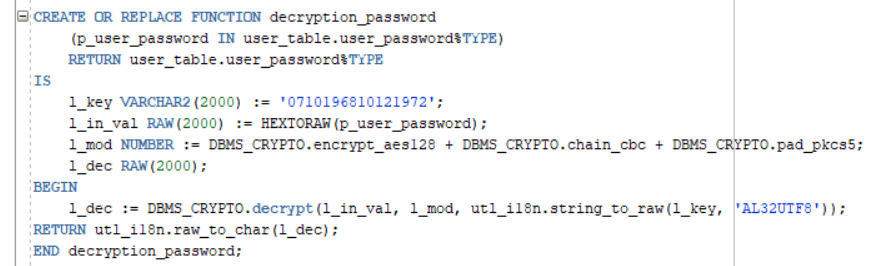 CREATE OR REPLACE FUNCTION decryption_password
(p_user_password IN user_table.user_password%TYPE)
RETURN user_table.user_password%TYPE
IS
l_key VARCHAR2(2000) := '0710196810121972';
l_in_val RAW(2000) := HEXTORAW(p_user_password);
l_mod NUMBER := DBMS_CRYPTO.encrypt_aes128 + DBMS_CRYPTO.chain_cbc + DBMS_CRYPTO.pad_pkcs5;
l_dec RAW(2000);
BEGIN
l_dec := DBMS_CRYPTO.decrypt(l_in_val, l_mod, utl_i18n.string_to_raw(l_key, 'AL32UTF8'));
RETURN utl_i18n.raw_to_char(l_dec);
END decryption_password;